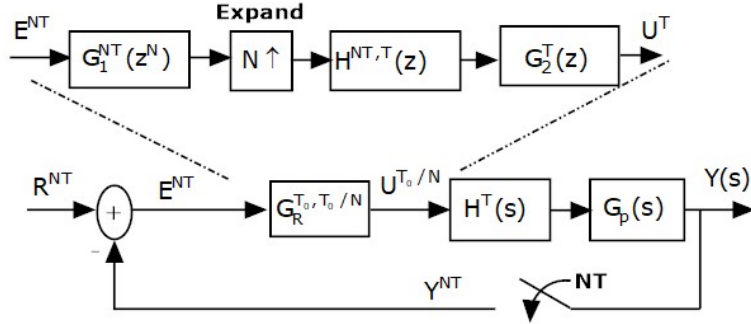 Expand
E^NT
G_1^NT(z^N)
N ↑
H^NT,T(z)
G_2^T(z)
U^T
R^NT
+
E^NT
G_R^T₀,T₀/N
U^T₀/N
H^T(s)
G_p(s)
Y(s)
-
Y^NT
NT